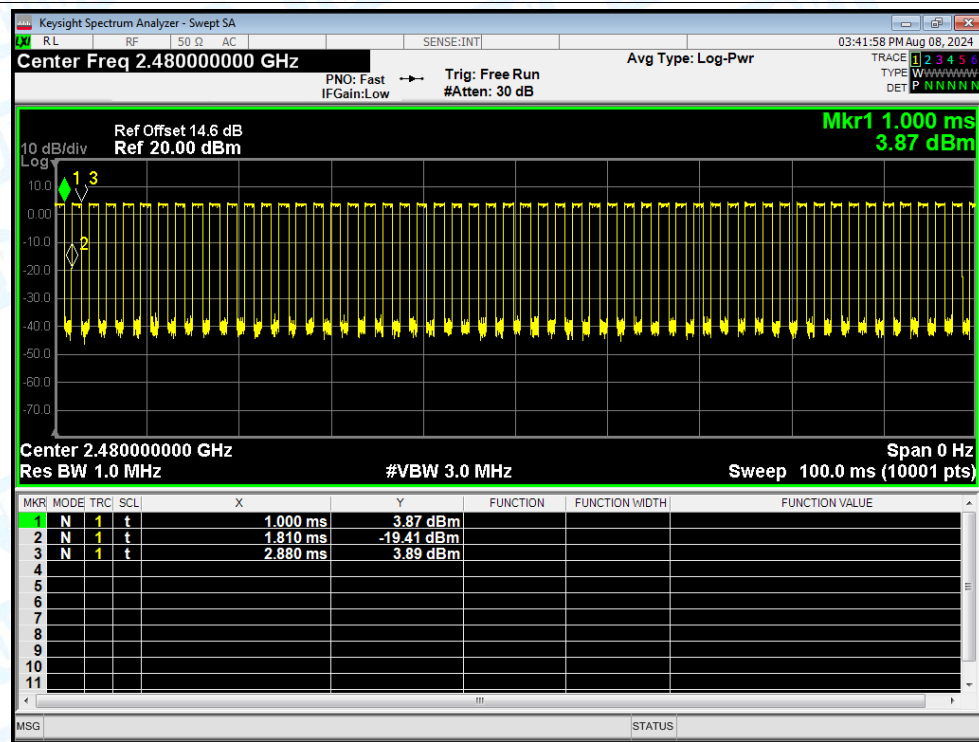 Keysight Spectrum Analyzer - Swept SA
LXI RL RF 50 Ω AC SENSE:INT 03:41:58 PM Aug 08, 2024
Center Freq 2.480000000 GHz Avg Type: Log-Pwr TRACE 1 2 3 4 5 6
PNO: Fast Trig: Free Run TYPE WWWWWW
IFGain:Low #Atten: 30 dB DET P NNNNN
Mkr1 1.000 ms
Ref Offset 14.6 dB
10 dB/div Ref 20.00 dBm 3.87 dBm
Log
10.0
0.00
-10.0
-20.0
-30.0
-40.0
-50.0
-60.0
-70.0
1 3
2
Center 2.480000000 GHz Span 0 Hz
Res BW 1.0 MHz #VBW 3.0 MHz Sweep 100.0 ms (10001 pts)
MKR MODE TRC SCL X Y FUNCTION FUNCTION WIDTH FUNCTION VALUE
1 N 1 t 1.000 ms 3.87 dBm
2 N 1 t 1.810 ms -19.41 dBm
3 N 1 t 2.880 ms 3.89 dBm
4
5
6
7
8
9
10
11
MSG STATUS